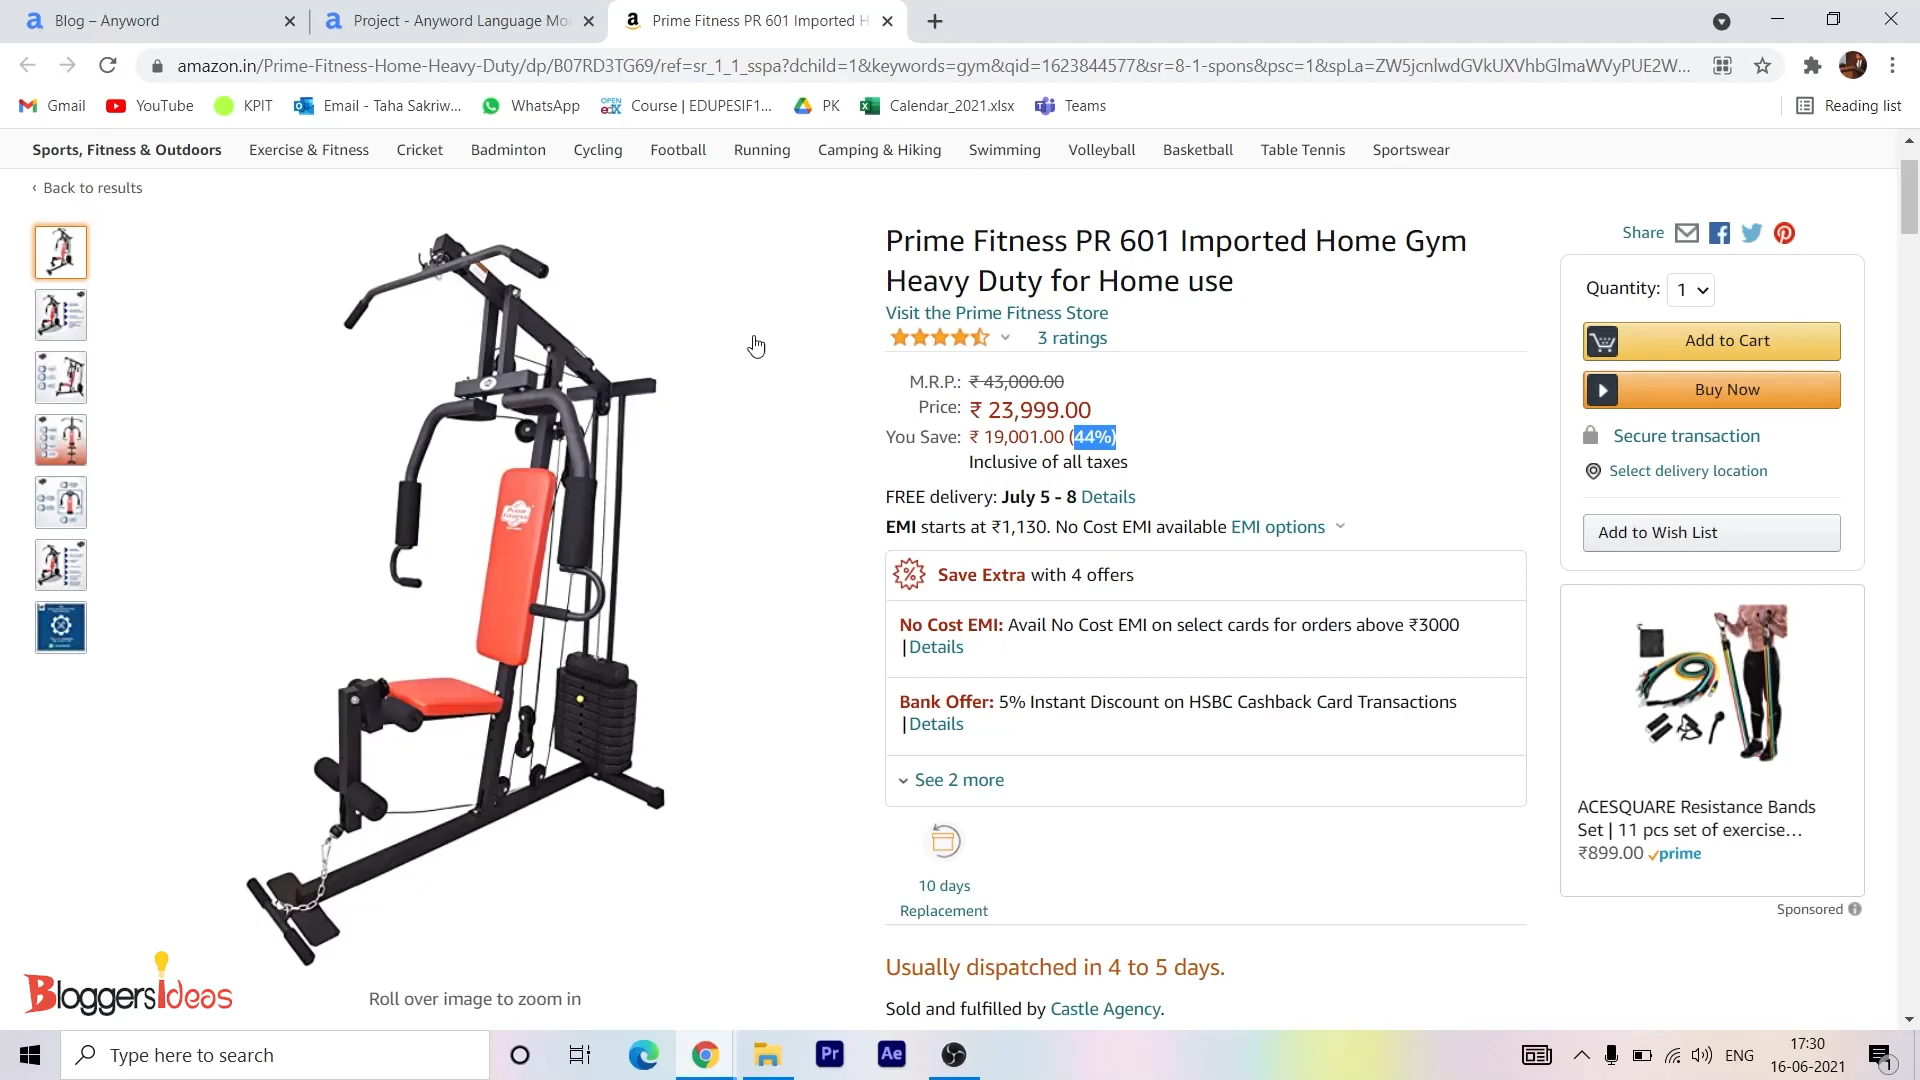 Blog – Anyword
Project - Anyword Language Mo
Prime Fitness PR 601 Imported H
amazon.in/Prime-Fitness-Home-Heavy-Duty/dp/B07RD3TG69/ref=sr_1_1_sspa?dchild=1&keywords=gym&qid=1623844577&sr=8-1-spons&psc=1&spLa=ZW5jcnlwdGVkUXVhbGlmaWVyPUE2W...
Gmail
YouTube
KPIT
Email - Taha Sakriw...
WhatsApp
Course | EDUPESIF1...
PK
Calendar_2021.xlsx
Teams
Reading list
Sports, Fitness & Outdoors
Exercise & Fitness
Cricket
Badminton
Cycling
Football
Running
Camping & Hiking
Swimming
Volleyball
Basketball
Table Tennis
Sportswear
‹ Back to results
Prime Fitness PR 601 Imported Home Gym
Heavy Duty for Home use
Visit the Prime Fitness Store
3 ratings
M.R.P.: ₹ 43,000.00
Price: ₹ 23,999.00
You Save: ₹ 19,001.00 (44%)
Inclusive of all taxes
FREE delivery: July 5 - 8 Details
EMI starts at ₹1,130. No Cost EMI available EMI options
Save Extra with 4 offers
No Cost EMI: Avail No Cost EMI on select cards for orders above ₹3000
|Details
Bank Offer: 5% Instant Discount on HSBC Cashback Card Transactions
|Details
See 2 more
10 days
Replacement
Usually dispatched in 4 to 5 days.
Sold and fulfilled by Castle Agency.
Share
Quantity: 1
Add to Cart
Buy Now
Secure transaction
Select delivery location
Add to Wish List
ACESQUARE Resistance Bands
Set | 11 pcs set of exercise…
₹899.00 prime
Sponsored
BloggersIdeas
Roll over image to zoom in
Type here to search
Pr
Ae
ENG
17:30
16-06-2021
1